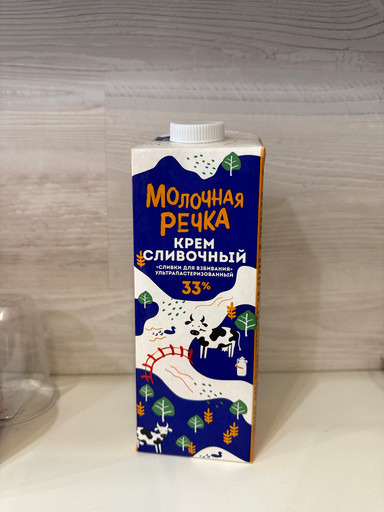 МОЛОЧНАЯ
РЕЧКА
КРЕМ
СЛИВОЧНЫЙ
«СЛИВКИ ДЛЯ ВЗБИВАНИЯ»
УЛЬТРАПАСТЕРИЗОВАННЫЙ
33%